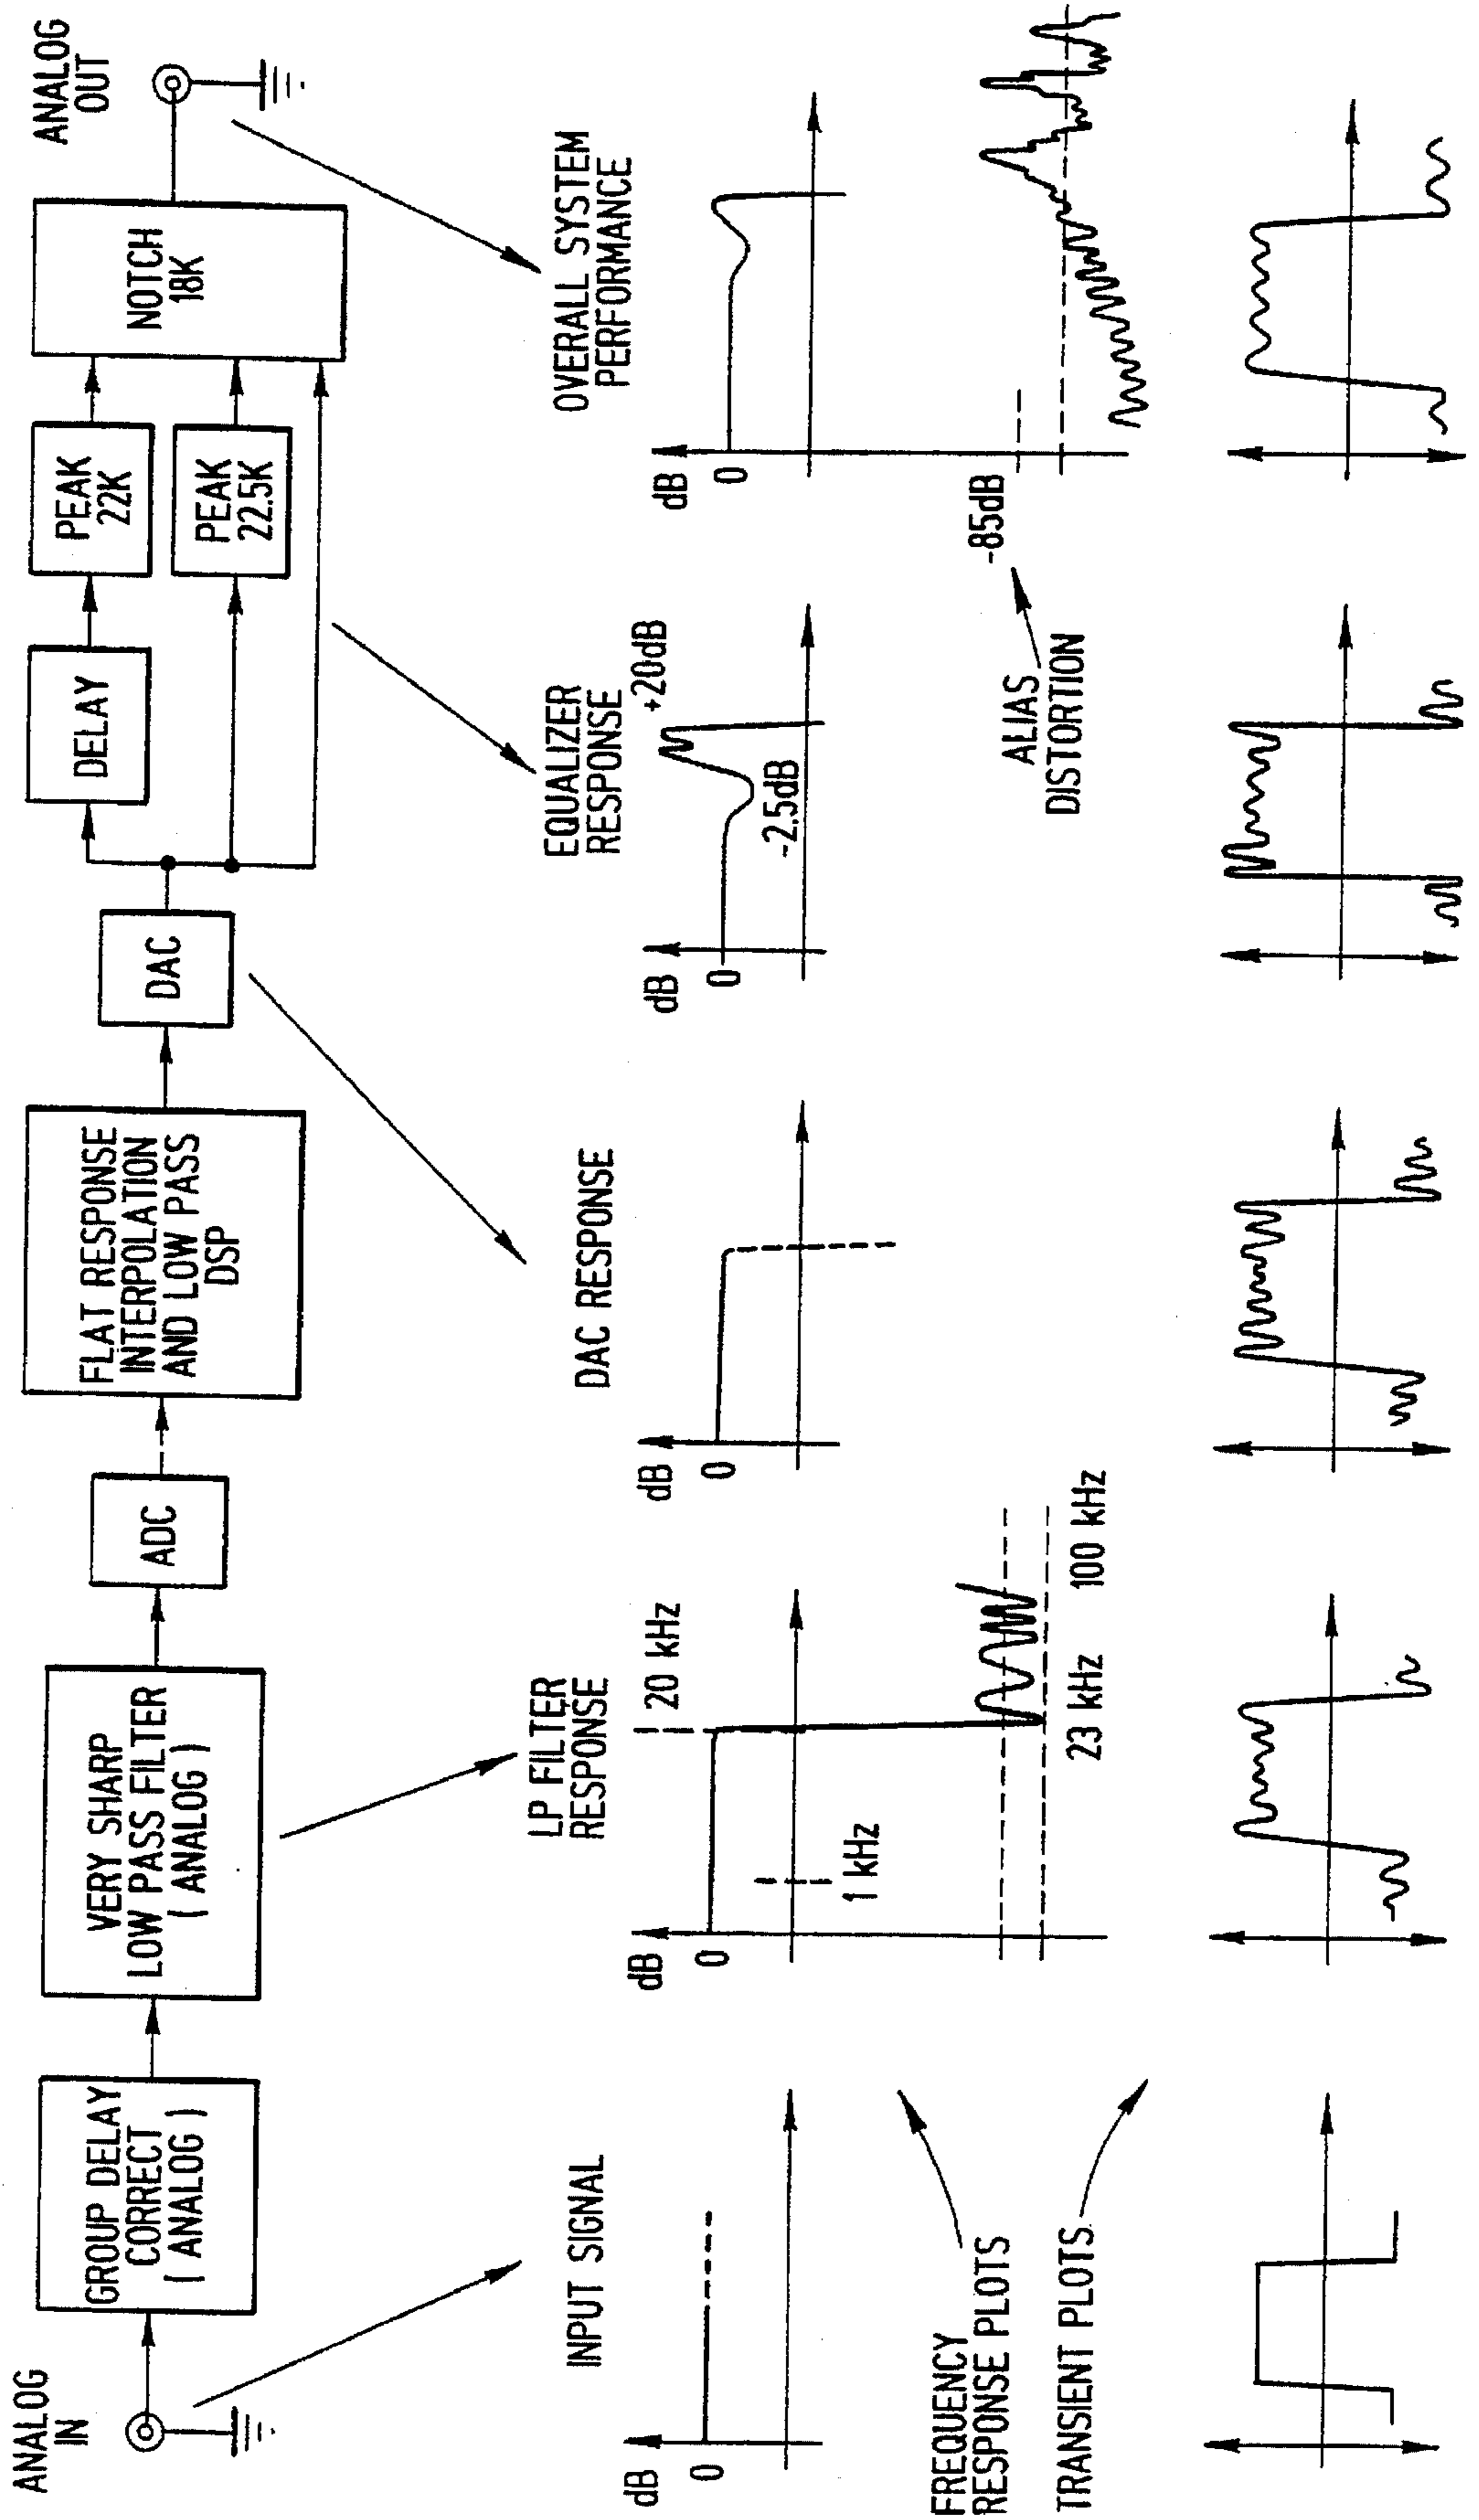 ANALOG
IN
GROUP DELAY
CORRECT
( ANALOG )
VERY SHARP
LOW PASS FILTER
( ANALOG )
ADC
FLAT RESPONSE
INTERPOLATION
AND LOW PASS
DSP
DAC
DELAY
PEAK
22K
PEAK
22.5K
NOTCH
18K
ANALOG
OUT
INPUT SIGNAL
dB
0
LP FILTER
RESPONSE
dB
0
20 kHz
1 kHz
23 kHz
100 kHz
DAC RESPONSE
dB
0
EQUALIZER
RESPONSE
dB
0
+20dB
-2.5dB
OVERALL SYSTEM
PERFORMANCE
dB
0
-85dB
ALIAS
DISTORTION
FREQUENCY
RESPONSE PLOTS
TRANSIENT PLOTS